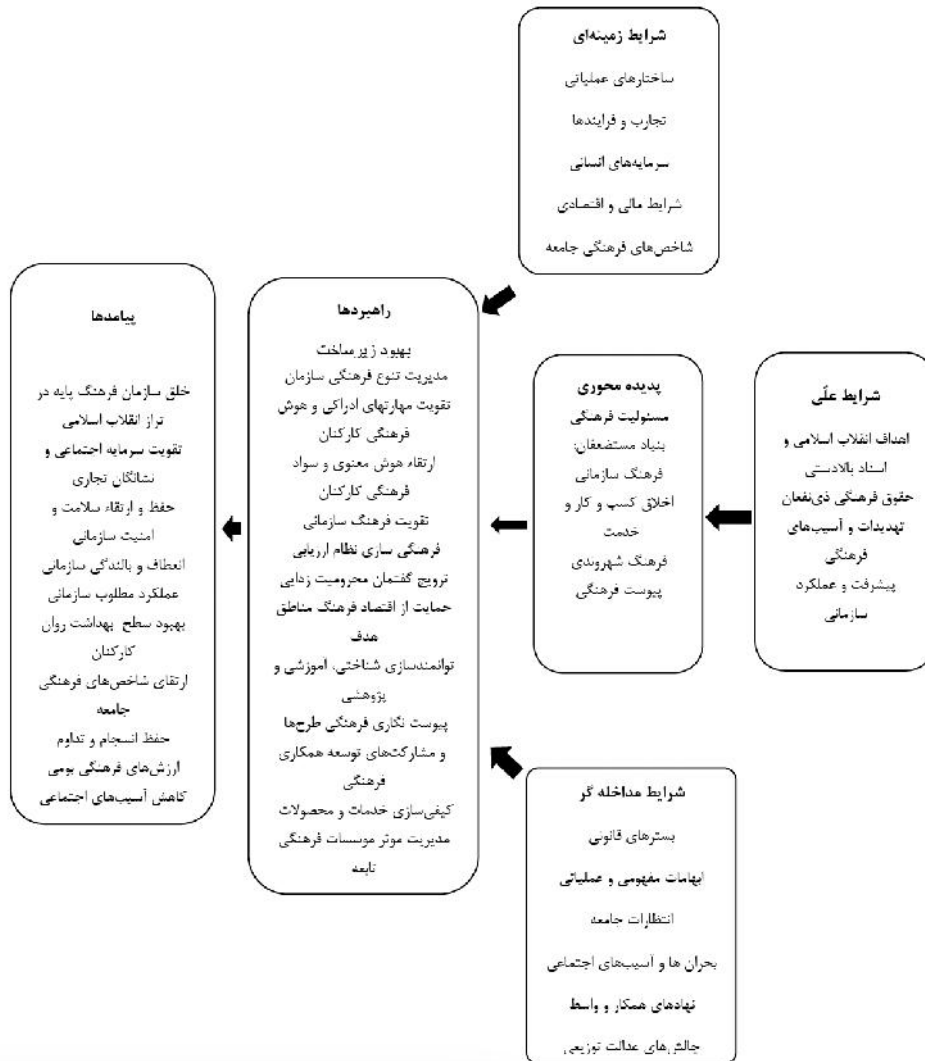 شرایط زمینه‌ای
ساختارهای عملیاتی
تجارب و فرایندها
سرمایه‌های انسانی
شرایط مالی و اقتصادی
شاخص‌های فرهنگی جامعه
شرایط علّی
اهداف انقلاب اسلامی و
اسناد بالادستی
حقوق فرهنگی ذی‌نفعان
تهدیدات و آسیب‌های
فرهنگی
پیشرفت و عملکرد
سازمانی
پدیده محوری
مسئولیت فرهنگی
بنیاد مستضعفان:
فرهنگ سازمانی
اخلاق کسب و کار و
خدمت
فرهنگ شهروندی
پیوست فرهنگی
شرایط مداخله گر
بسترهای قانونی
ابهامات مفهومی و عملیاتی
انتظارات جامعه
بحران ها و آسیب‌های اجتماعی
نهادهای همکار و واسط
چالش‌های عدالت توزیعی
راهبردها
بهبود زیرساخت
مدیریت تنوع فرهنگی سازمان
تقویت مهارتهای ادراکی و هوش
فرهنگی کارکنان
ارتقاء هوش معنوی و سواد
فرهنگی کارکنان
تقویت فرهنگ سازمانی
فرهنگی سازی نظام ارزیابی
ترویج گفتمان محرومیت زدایی
حمایت از اقتصاد فرهنگ مناطق
هدف
توانمندسازی شناختی، آموزشی و
پژوهشی
پیوست نگاری فرهنگی طرح‌ها
و مشارکت‌های توسعه همکاری
فرهنگی
کیفی‌سازی خدمات و محصولات
مدیریت موثر موسسات فرهنگی
تابعه
پیامدها
خلق سازمان فرهنگ پایه در
تراز انقلاب اسلامی
تقویت سرمایه اجتماعی و
نشانگان تجاری
حفظ و ارتقاء سلامت و
امنیت سازمانی
انعطاف و بالندگی سازمانی
عملکرد مطلوب سازمانی
بهبود سطح بهداشت روان
کارکنان
ارتقای شاخص‌های فرهنگی
جامعه
حفظ انسجام و تداوم
ارزش‌های فرهنگی بومی
کاهش آسیب‌های اجتماعی